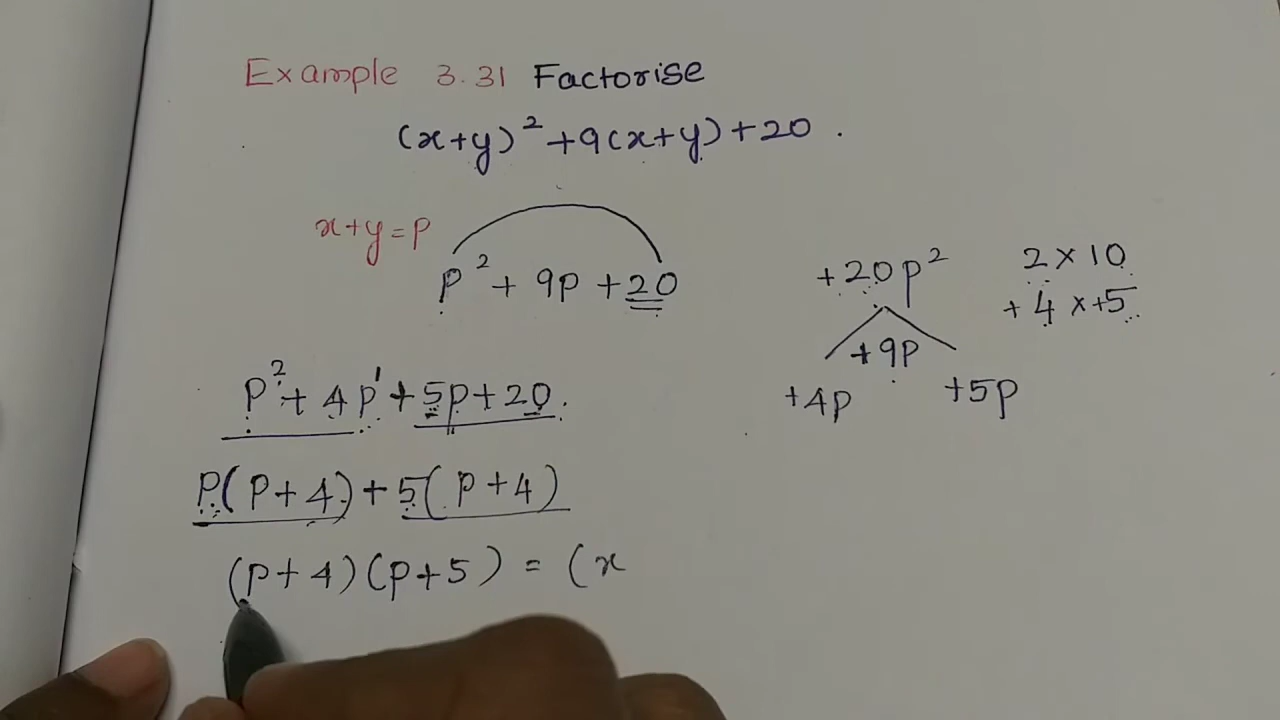 Example 3.31 Factorise
(x+y)² +9(x+y)+20 .
x+y=p
p² + 9p +20
+20p²
2 x 10
+ 4 x +5
+9p
+4p +5p
p² + 4p¹ + 5p + 20.
p(p+4) + 5(p+4)
(p+4)(p+5) = (x